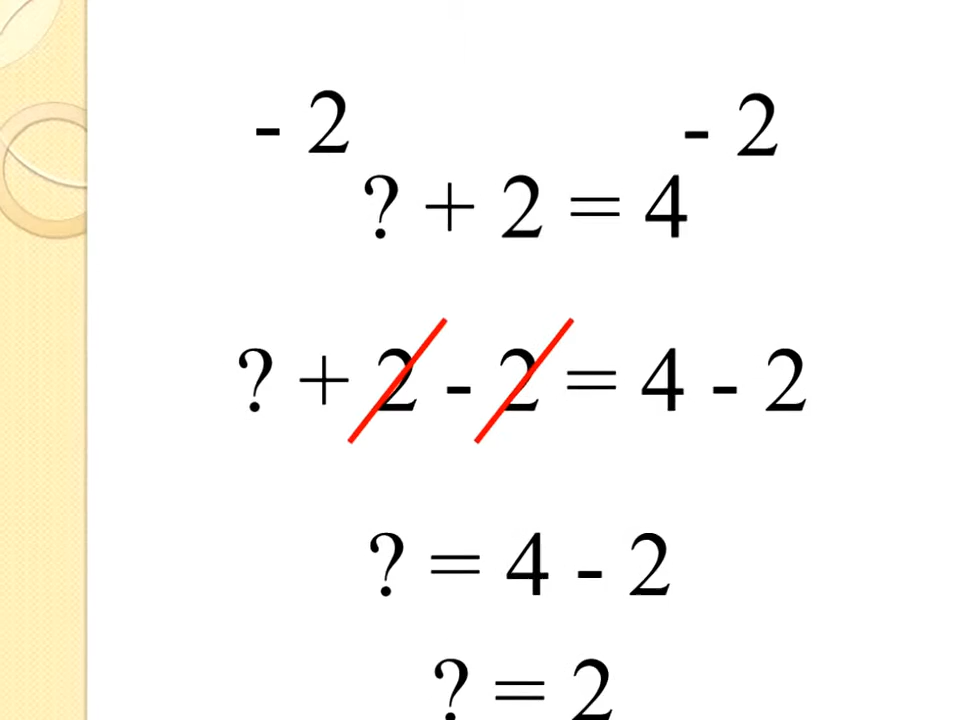 - 2 - 2
? + 2 = 4
? + 2 - 2 = 4 - 2
? = 4 - 2
? = 2